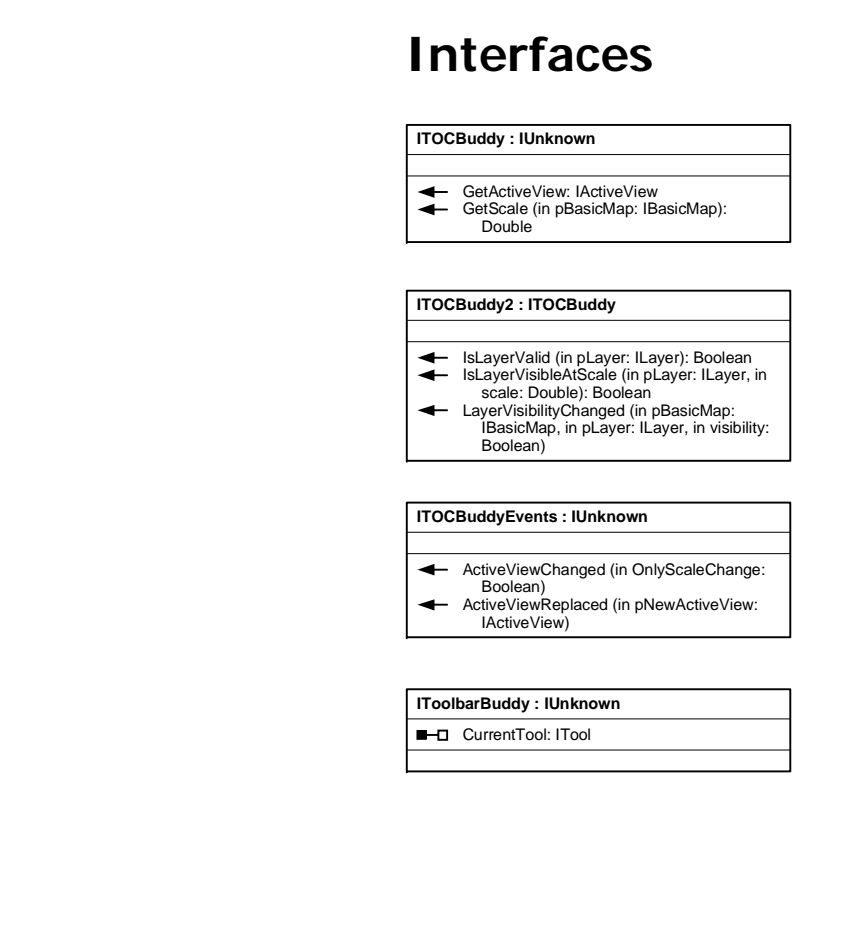 Interfaces
ITOCBuddy : IUnknown
GetActiveView: IActiveView
GetScale (in pBasicMap: IBasicMap):
Double
ITOCBuddy2 : ITOCBuddy
IsLayerValid (in pLayer: ILayer): Boolean
IsLayerVisibleAtScale (in pLayer: ILayer, in
scale: Double): Boolean
LayerVisibilityChanged (in pBasicMap:
IBasicMap, in pLayer: ILayer, in visibility:
Boolean)
ITOCBuddyEvents : IUnknown
ActiveViewChanged (in OnlyScaleChange:
Boolean)
ActiveViewReplaced (in pNewActiveView:
IActiveView)
IToolbarBuddy : IUnknown
CurrentTool: ITool